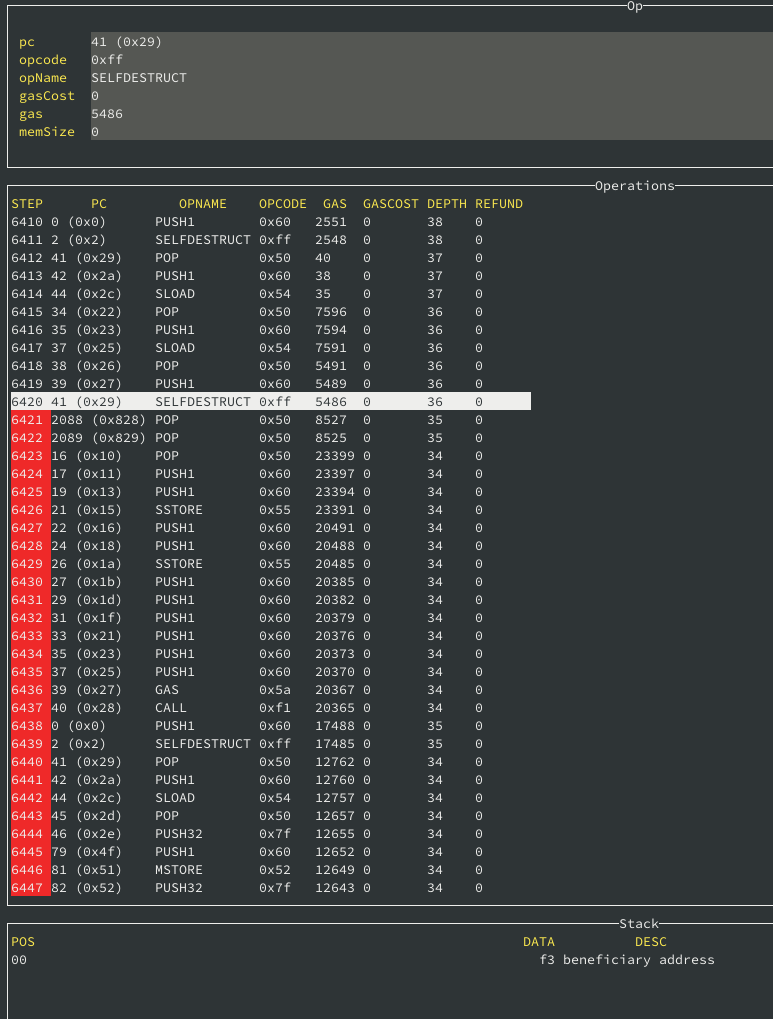 Op
pc 41 (0x29)
opcode 0xff
opName SELFDESTRUCT
gasCost 0
gas 5486
memSize 0
Operations
STEP PC OPNAME OPCODE GAS GASCOST DEPTH REFUND
6410 0 (0x0) PUSH1 0x60 2551 0 38 0
6411 2 (0x2) SELFDESTRUCT 0xff 2548 0 38 0
6412 41 (0x29) POP 0x50 40 0 37 0
6413 42 (0x2a) PUSH1 0x60 38 0 37 0
6414 44 (0x2c) SLOAD 0x54 35 0 37 0
6415 34 (0x22) POP 0x50 7596 0 36 0
6416 35 (0x23) PUSH1 0x60 7594 0 36 0
6417 37 (0x25) SLOAD 0x54 7591 0 36 0
6418 38 (0x26) POP 0x50 5491 0 36 0
6419 39 (0x27) PUSH1 0x60 5489 0 36 0
6420 41 (0x29) SELFDESTRUCT 0xff 5486 0 36 0
6421 2088 (0x828) POP 0x50 8527 0 35 0
6422 2089 (0x829) POP 0x50 8525 0 35 0
6423 16 (0x10) POP 0x50 23399 0 34 0
6424 17 (0x11) PUSH1 0x60 23397 0 34 0
6425 19 (0x13) PUSH1 0x60 23394 0 34 0
6426 21 (0x15) SSTORE 0x55 23391 0 34 0
6427 22 (0x16) PUSH1 0x60 20491 0 34 0
6428 24 (0x18) PUSH1 0x60 20488 0 34 0
6429 26 (0x1a) SSTORE 0x55 20485 0 34 0
6430 27 (0x1b) PUSH1 0x60 20385 0 34 0
6431 29 (0x1d) PUSH1 0x60 20382 0 34 0
6432 31 (0x1f) PUSH1 0x60 20379 0 34 0
6433 33 (0x21) PUSH1 0x60 20376 0 34 0
6434 35 (0x23) PUSH1 0x60 20373 0 34 0
6435 37 (0x25) PUSH1 0x60 20370 0 34 0
6436 39 (0x27) GAS 0x5a 20367 0 34 0
6437 40 (0x28) CALL 0xf1 20365 0 34 0
6438 0 (0x0) PUSH1 0x60 17488 0 35 0
6439 2 (0x2) SELFDESTRUCT 0xff 17485 0 35 0
6440 41 (0x29) POP 0x50 12762 0 34 0
6441 42 (0x2a) PUSH1 0x60 12760 0 34 0
6442 44 (0x2c) SLOAD 0x54 12757 0 34 0
6443 45 (0x2d) POP 0x50 12657 0 34 0
6444 46 (0x2e) PUSH32 0x7f 12655 0 34 0
6445 79 (0x4f) PUSH1 0x60 12652 0 34 0
6446 81 (0x51) MSTORE 0x52 12649 0 34 0
6447 82 (0x52) PUSH32 0x7f 12643 0 34 0
Stack
POS DATA DESC
00 f3 beneficiary address